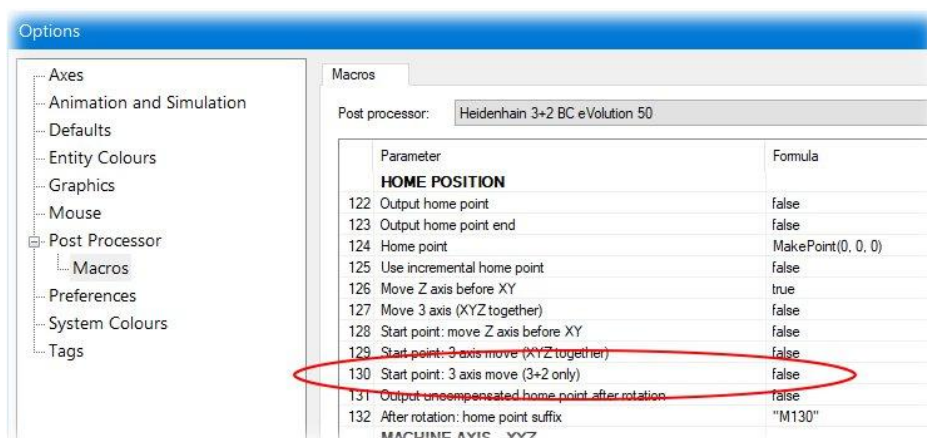 Options
Axes
Animation and Simulation
Defaults
Entity Colours
Graphics
Mouse
Post Processor
Macros
Preferences
System Colours
Tags
Macros
Post processor: Heidenhain 3+2 BC eVolution 50
Parameter Formula
HOME POSITION
122 Output home point false
123 Output home point end false
124 Home point MakePoint(0, 0, 0)
125 Use incremental home point false
126 Move Z axis before XY true
127 Move 3 axis (XYZ together) false
128 Start point: move Z axis before XY false
129 Start point: 3 axis move (XYZ together) false
130 Start point: 3 axis move (3+2 only) false
131 Output uncompensated home point after rotation false
132 After rotation: home point suffix "M130"
MACHINE AXIS - XYZ